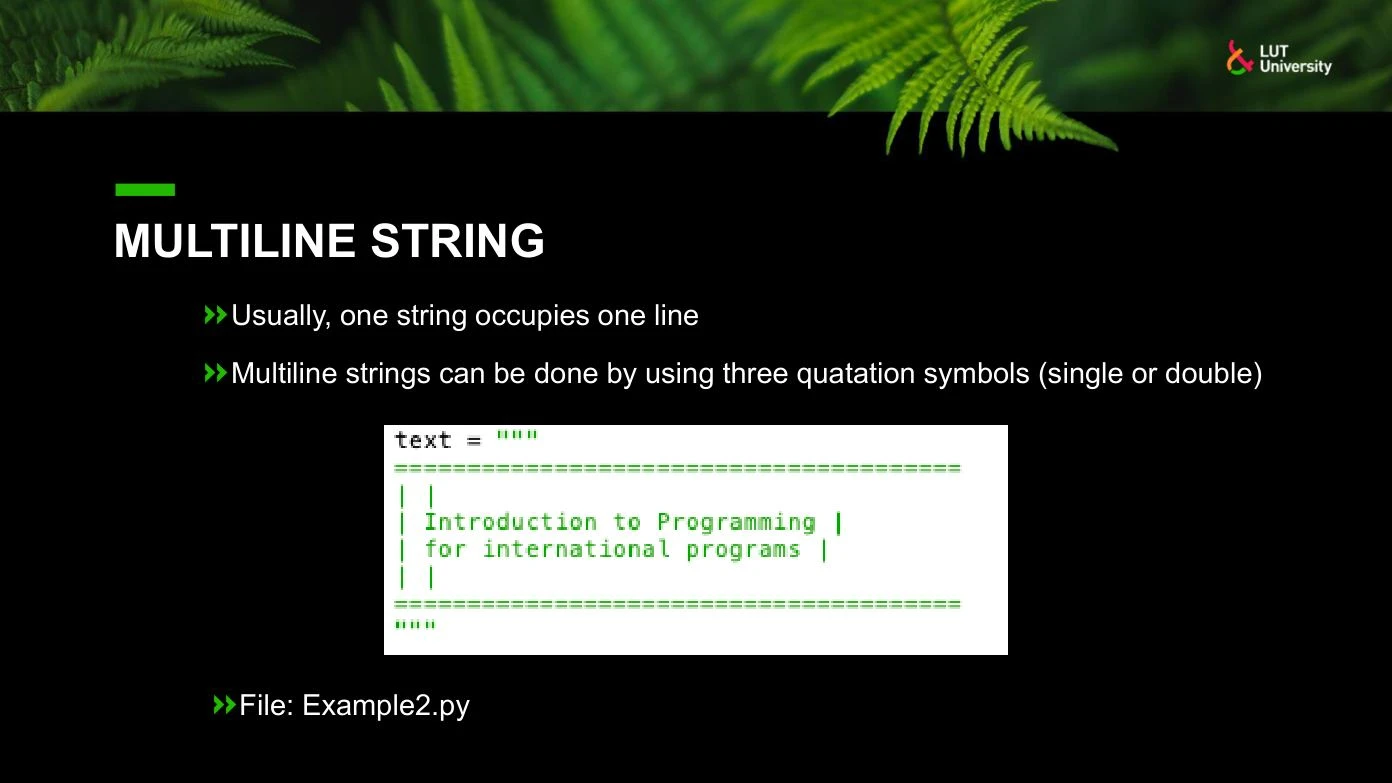 LUT
University
MULTILINE STRING
Usually, one string occupies one line
Multiline strings can be done by using three quatation symbols (single or double)
text = """
=======================================
| |
| Introduction to Programming |
| for international programs |
| |
=======================================
"""
File: Example2.py